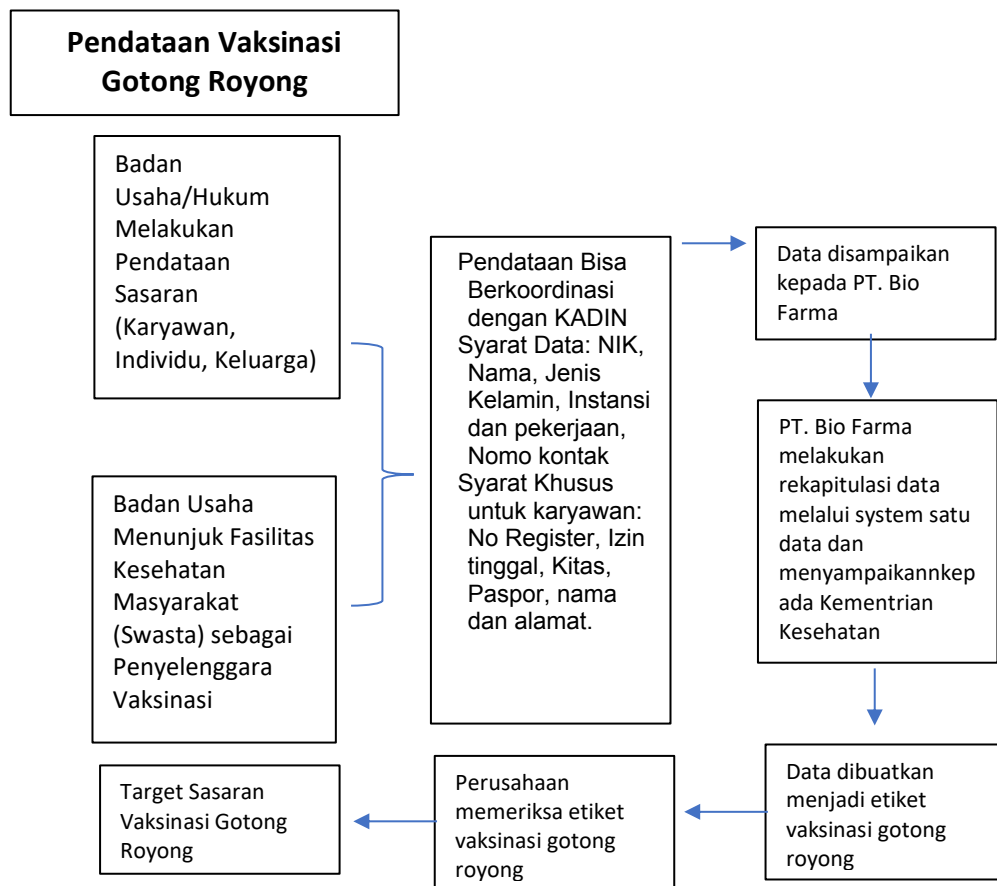 Pendataan Vaksinasi
Gotong Royong
Badan
Usaha/Hukum
Melakukan
Pendataan
Sasaran
(Karyawan,
Individu, Keluarga)
Badan Usaha
Menunjuk Fasilitas
Kesehatan
Masyarakat
(Swasta) sebagai
Penyelenggara
Vaksinasi
Pendataan Bisa
Berkoordinasi
dengan KADIN
Syarat Data: NIK,
Nama, Jenis
Kelamin, Instansi
dan pekerjaan,
Nomo kontak
Syarat Khusus
untuk karyawan:
No Register, Izin
tinggal, Kitas,
Paspor, nama
dan alamat.
Data disampaikan
kepada PT. Bio
Farma
PT. Bio Farma
melakukan
rekapitulasi data
melalui system satu
data dan
menyampaikannkep
ada Kementrian
Kesehatan
Data dibuatkan
menjadi etiket
vaksinasi gotong
royong
Perusahaan
memeriksa etiket
vaksinasi gotong
royong
Target Sasaran
Vaksinasi Gotong
Royong